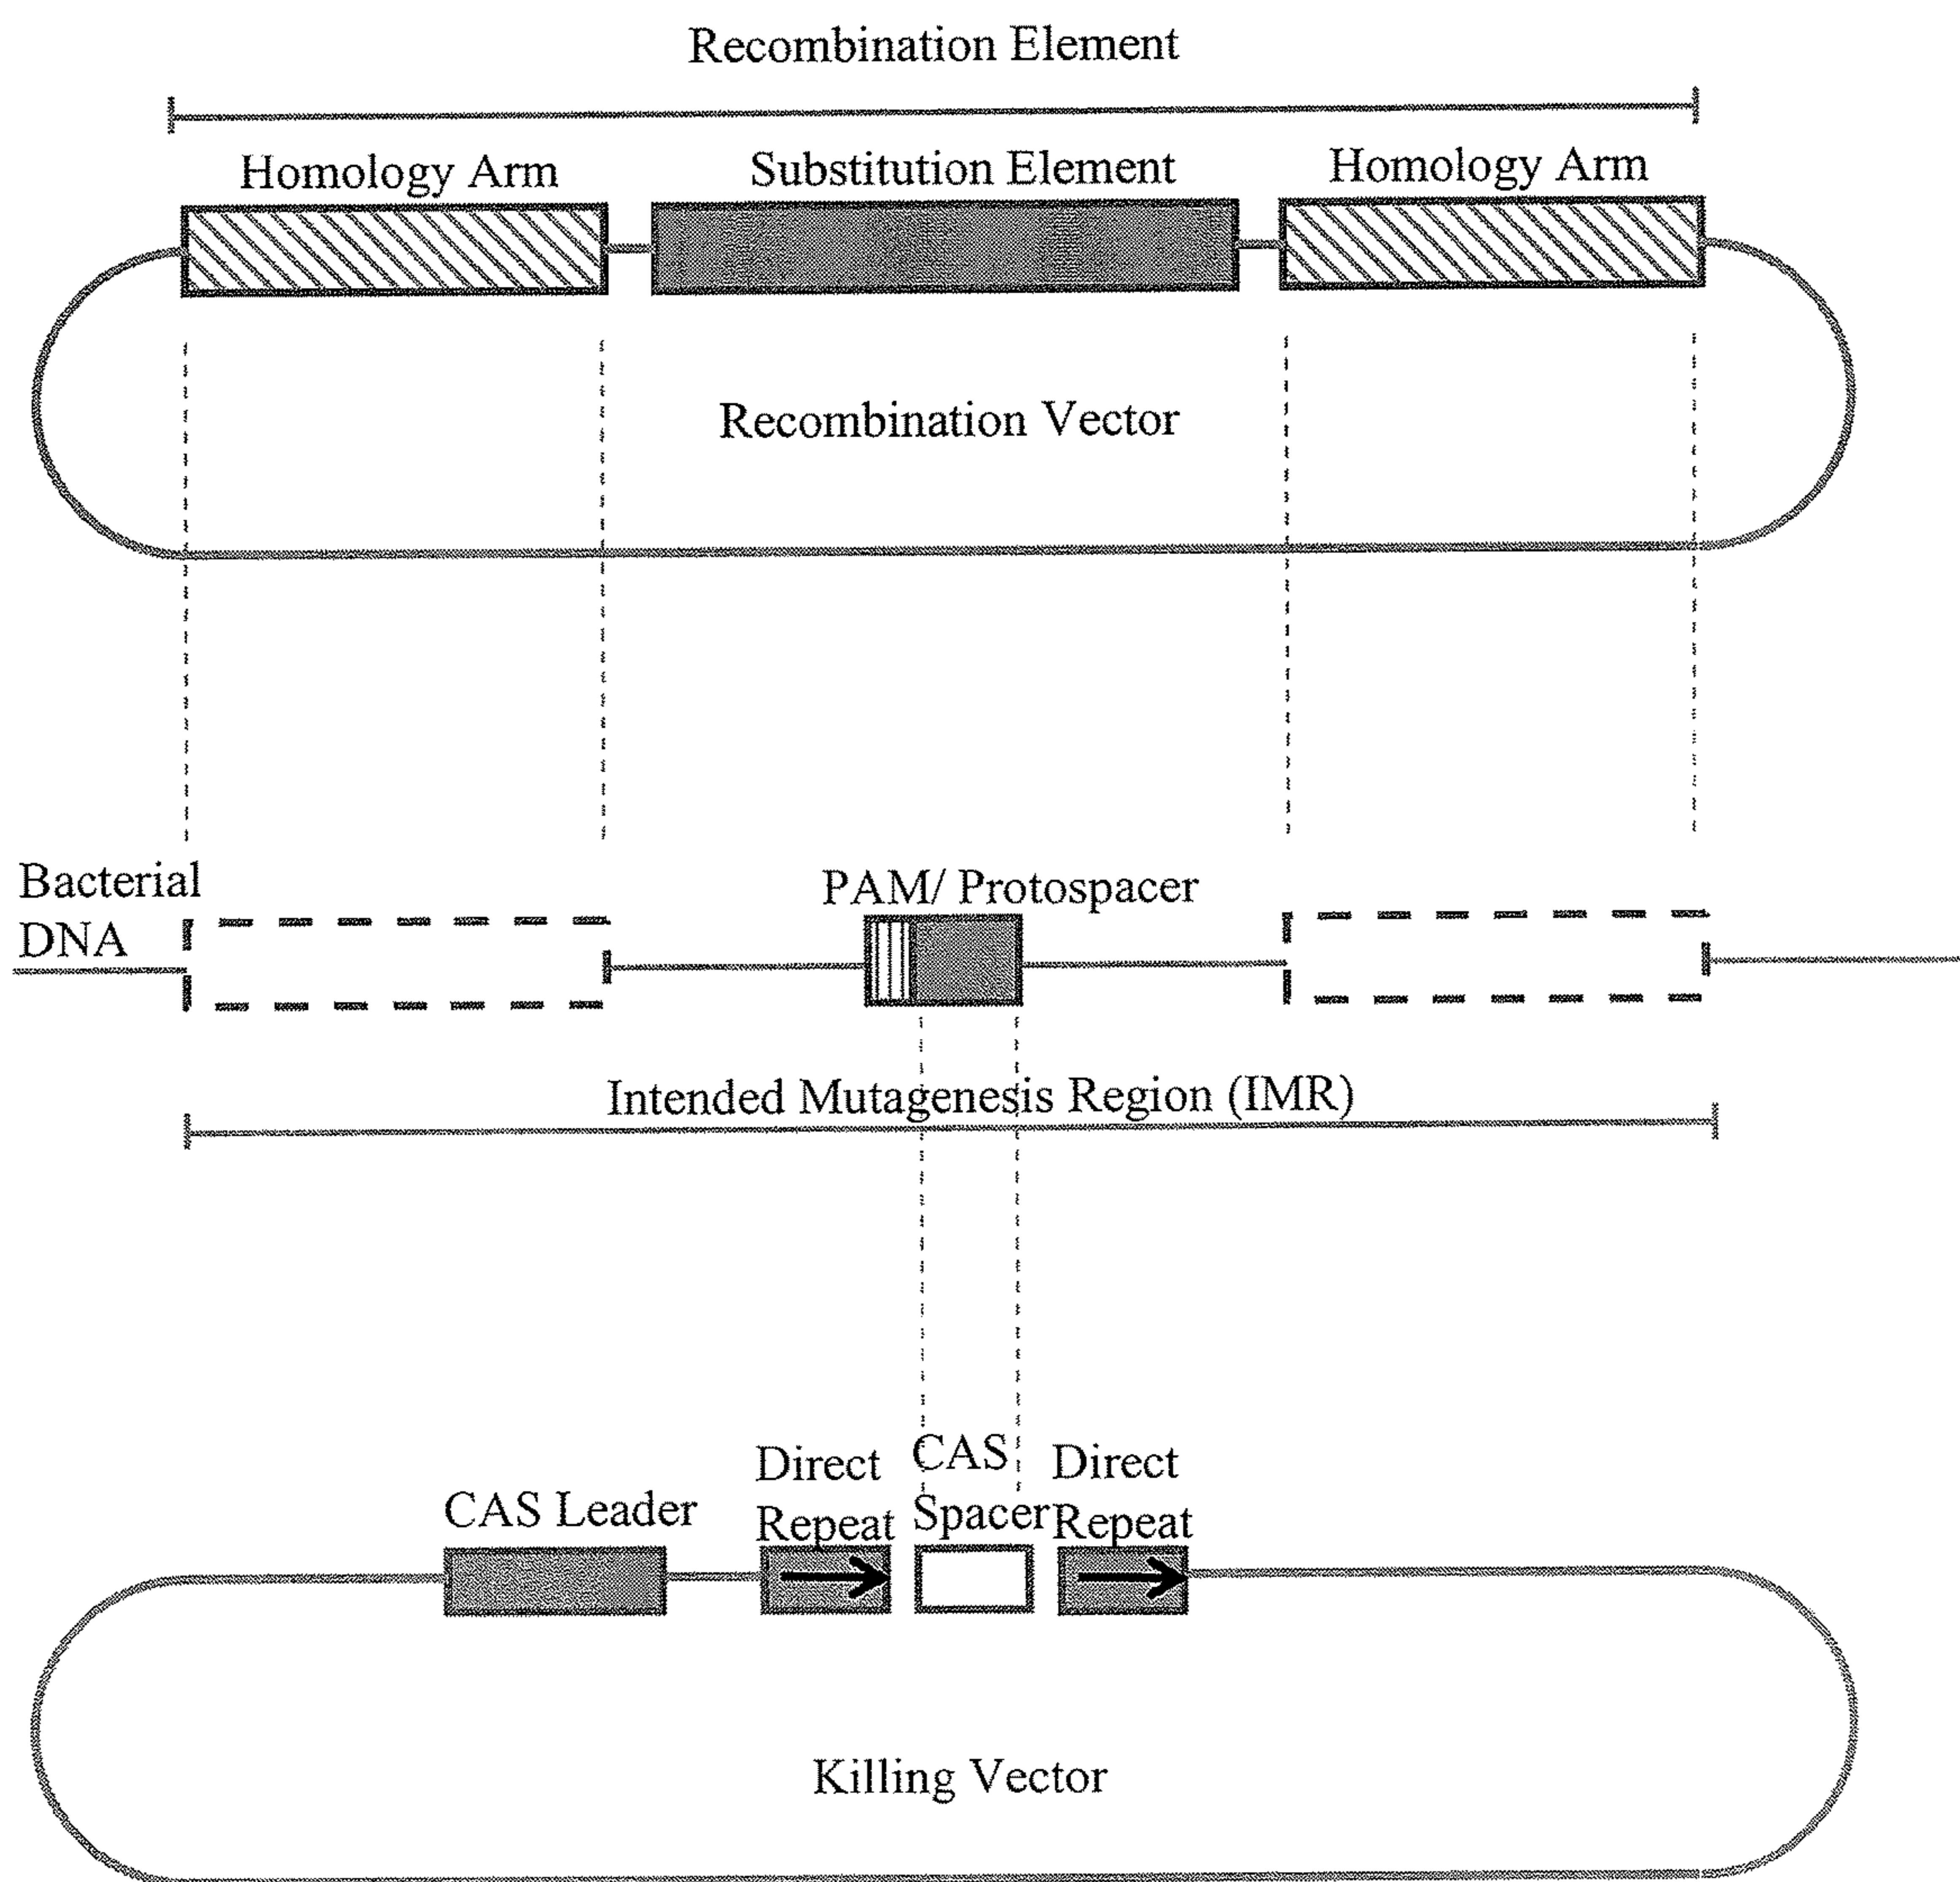 Recombination Element
Homology Arm
Substitution Element
Homology Arm
Recombination Vector
Bacterial
DNA
PAM/ Protospacer
Intended Mutagenesis Region (IMR)
CAS Leader
Direct
Repeat
CAS
Spacer
Direct
Repeat
Killing Vector